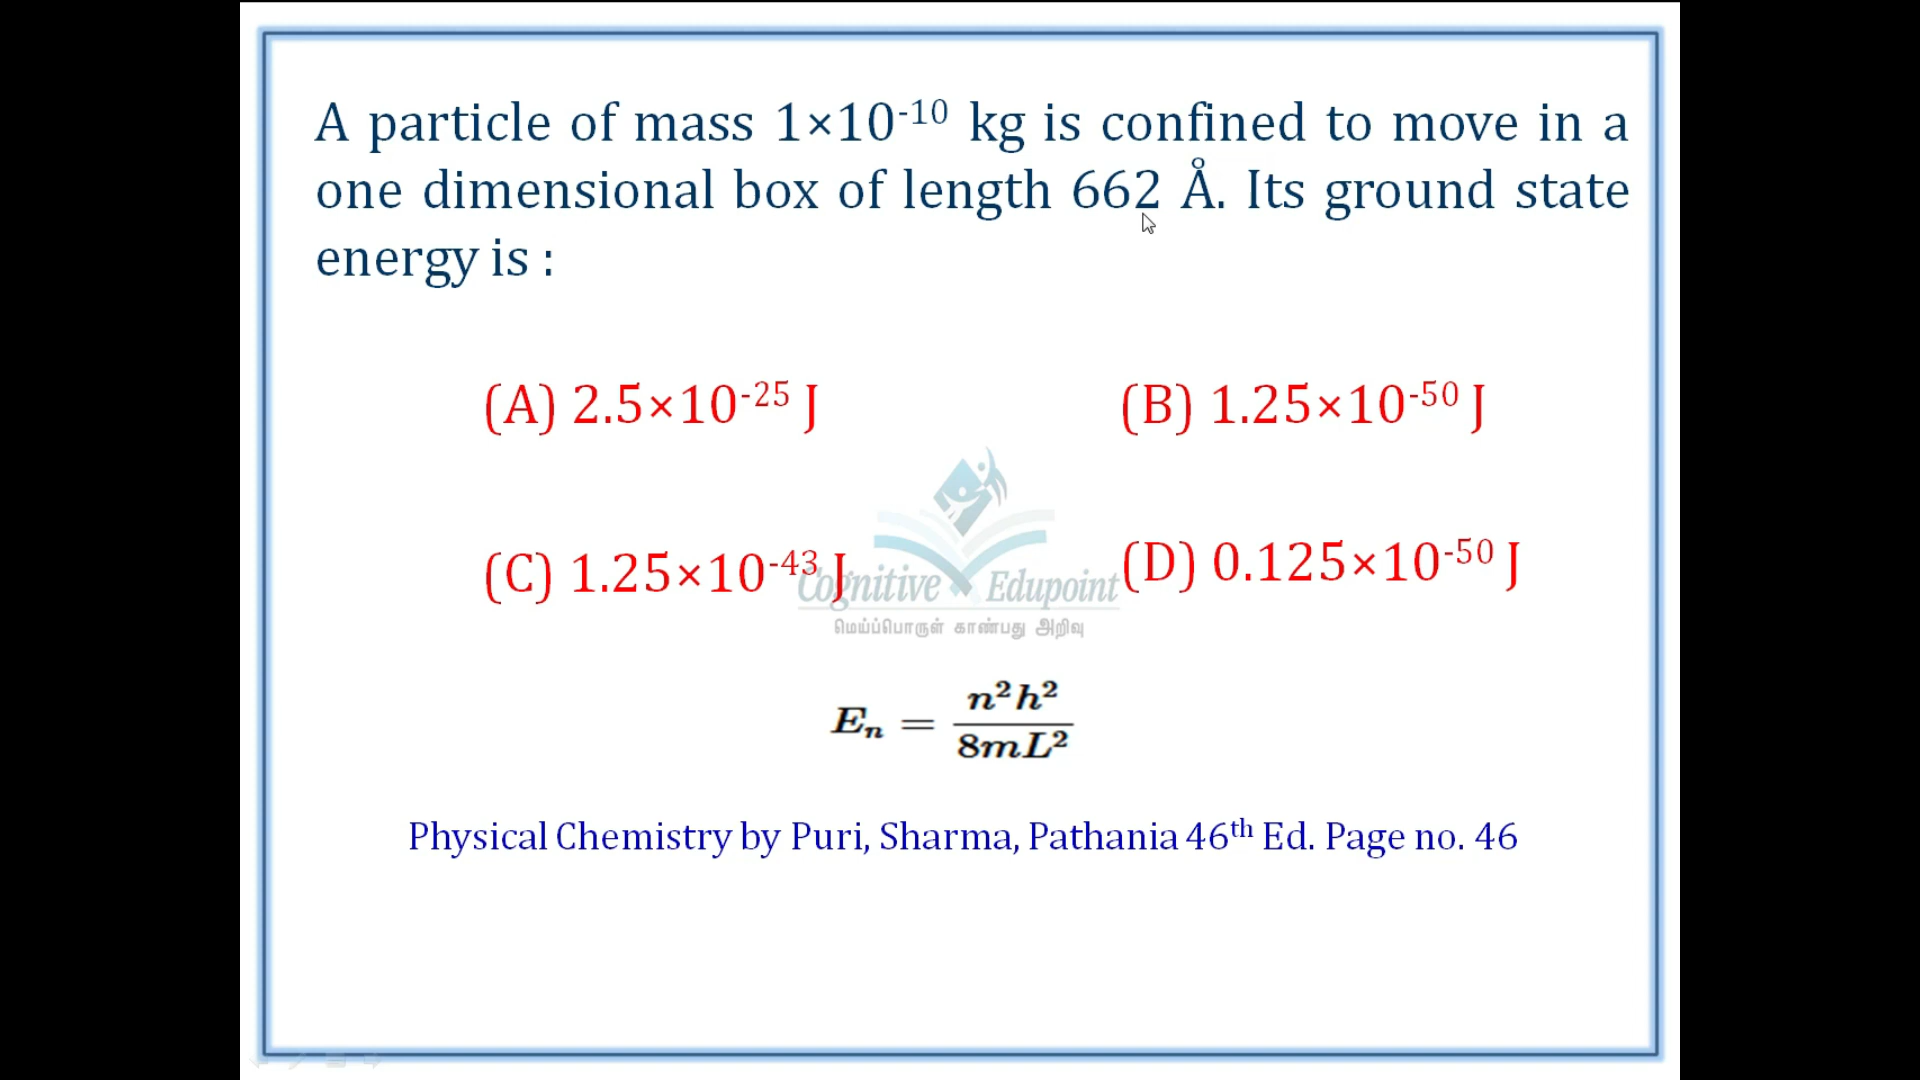 A particle of mass 1×10⁻¹⁰ kg is confined to move in a
one dimensional box of length 662 Å. Its ground state
energy is :
(A) 2.5×10⁻²⁵ J (B) 1.25×10⁻⁵⁰ J
(C) 1.25×10⁻⁴³ J (D) 0.125×10⁻⁵⁰ J
Cognitive Edupoint
மெய்ப்பொருள் காண்பது அறிவு
Eₙ = n²h² / 8mL²
Physical Chemistry by Puri, Sharma, Pathania 46ᵗʰ Ed. Page no. 46